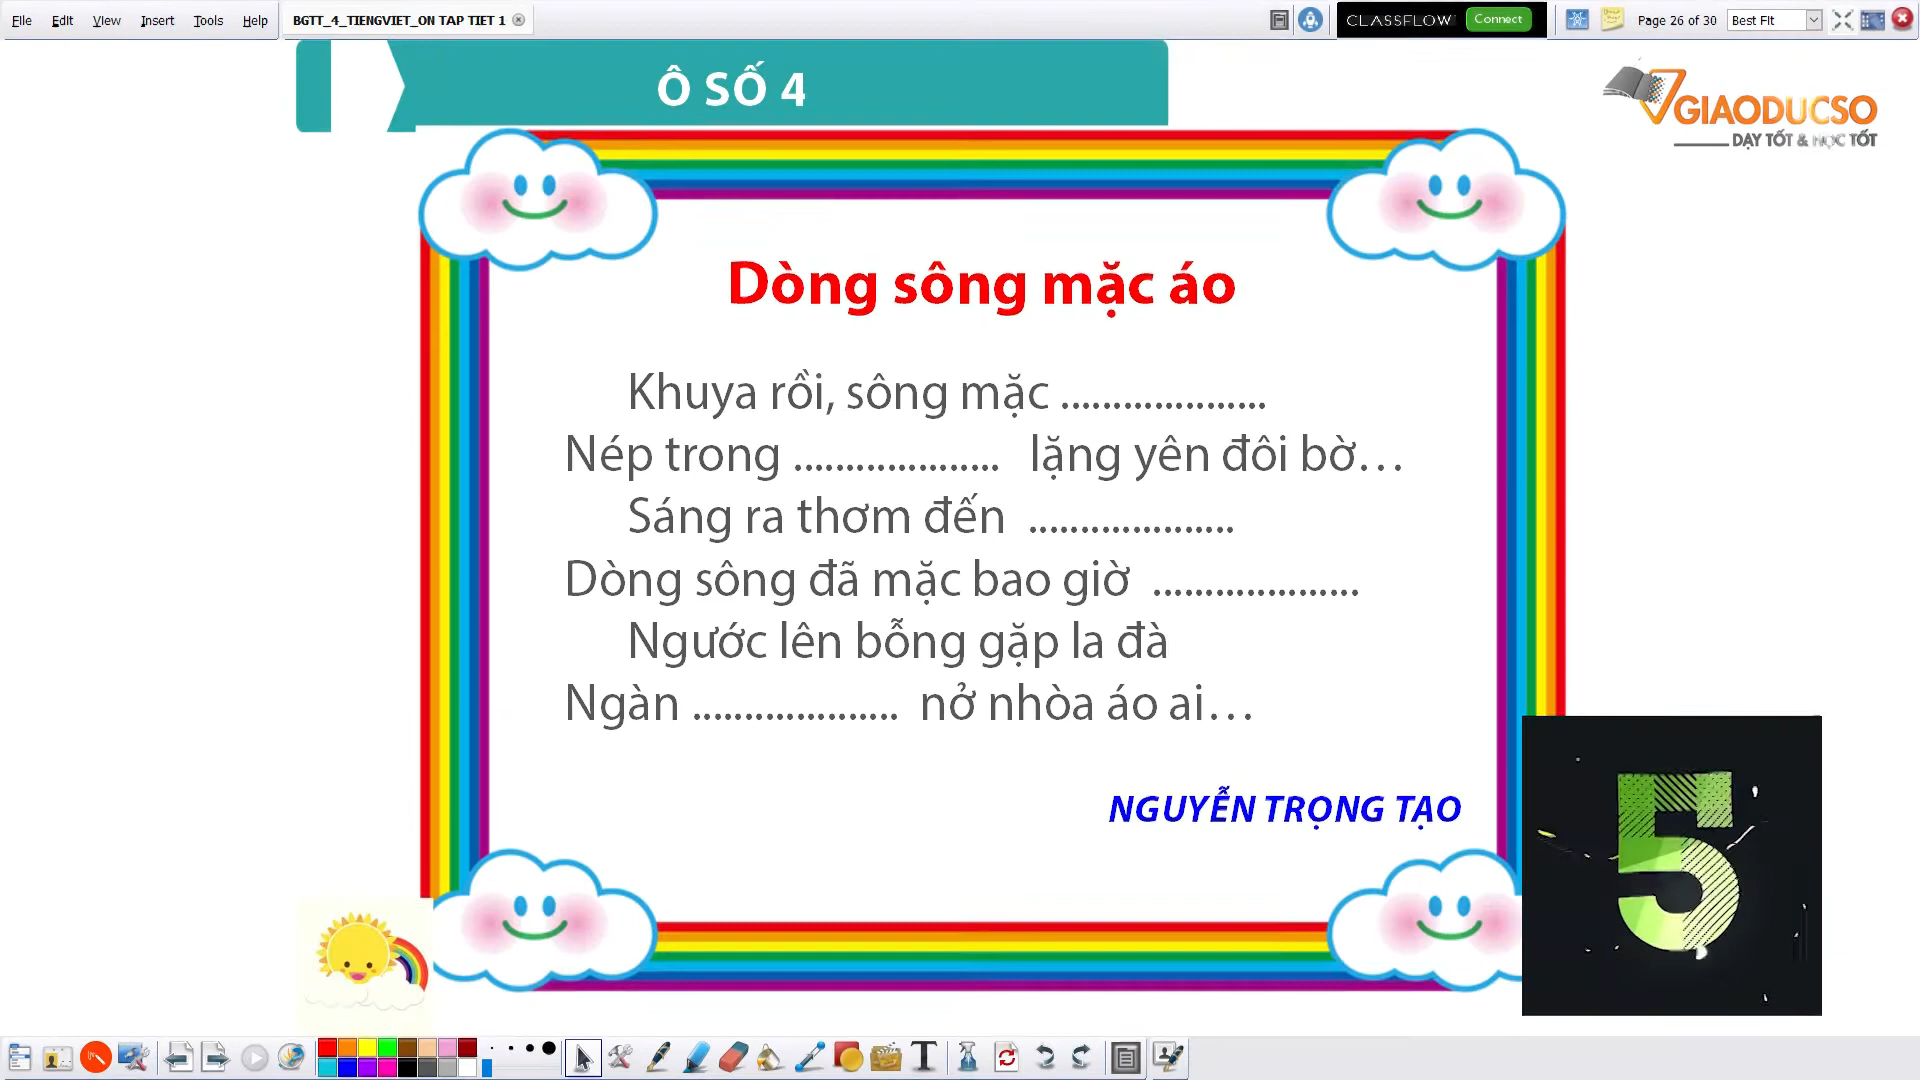 File Edit View Insert Tools Help BGTT_4_TIENGVIET_ON TAP TIET 1 CLASSFLOW Connect Page 26 of 30 Best Fit
Ô SỐ 4
GIAODUCSO
DẠY TỐT & HỌC TỐT
Dòng sông mặc áo
Khuya rồi, sông mặc ....................
Nép trong .................... lặng yên đôi bờ…
Sáng ra thơm đến ....................
Dòng sông đã mặc bao giờ ....................
Ngước lên bỗng gặp la đà
Ngàn .................... nở nhòa áo ai…
NGUYỄN TRỌNG TẠO
5
T